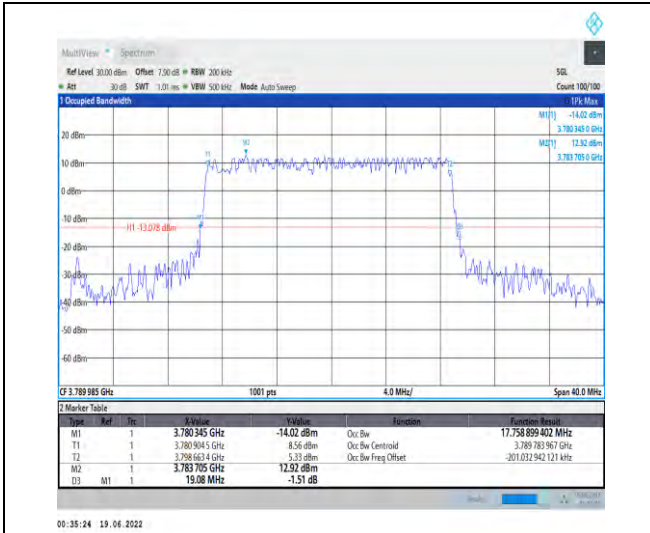 MultiView Spectrum
Ref Level 30.00 dBm Offset 7.90 dB RBW 200 kHz SGL
Att 30 dB SWT 1.01 ms VBW 500 kHz Mode Auto Sweep Count 100/100
1 Occupied Bandwidth 1Pk Max
M1[1] -14.02 dBm
3.780 345 0 GHz
M2[1] 12.92 dBm
3.783 705 0 GHz
20 dBm
10 dBm
0 dBm
-10 dBm
H1 -13.078 dBm
-20 dBm
-30 dBm
-40 dBm
-50 dBm
-60 dBm
CF 3.789 985 GHz 1001 pts 4.0 MHz/ Span 40.0 MHz
2 Marker Table
Type Ref Trc X-Value Y-Value Function Function Result
M1 1 3.780 345 GHz -14.02 dBm Occ Bw 17.758 899 402 MHz
T1 1 3.780 904 5 GHz 8.56 dBm Occ Bw Centroid 3.789 783 967 GHz
T2 1 3.798 663 4 GHz 5.33 dBm Occ Bw Freq Offset -201.032 942 121 kHz
M2 1 3.783 705 GHz 12.92 dBm
D3 M1 1 19.08 MHz -1.51 dB
00:35:24 19.06.2022